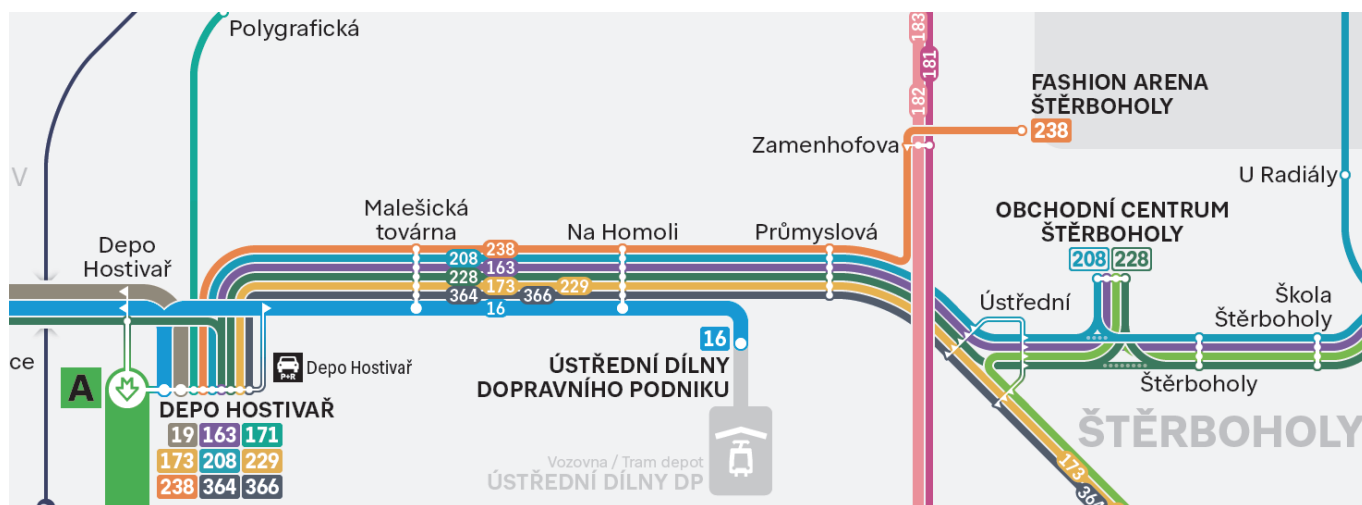 Polygrafická
183
181
182
FASHION ARENA
ŠTĚRBOHOLY
238
Zamenhofova
V
U Radiály
Malešická
továrna
Na Homoli
Průmyslová
OBCHODNÍ CENTRUM
ŠTĚRBOHOLY
208 228
Depo
Hostivař
238
208 163
228
173 229
364 366
16
Ústřední
Škola
Štěrboholy
ce
A
P+R
Depo Hostivař
16
ÚSTŘEDNÍ DÍLNY
DOPRAVNÍHO PODNIKU
Štěrboholy
DEPO HOSTIVAŘ
19 163 171
173 208 229
238 364 366
ŠTĚRBOHOLY
Vozovna / Tram depot
ÚSTŘEDNÍ DÍLNY DP
173
364